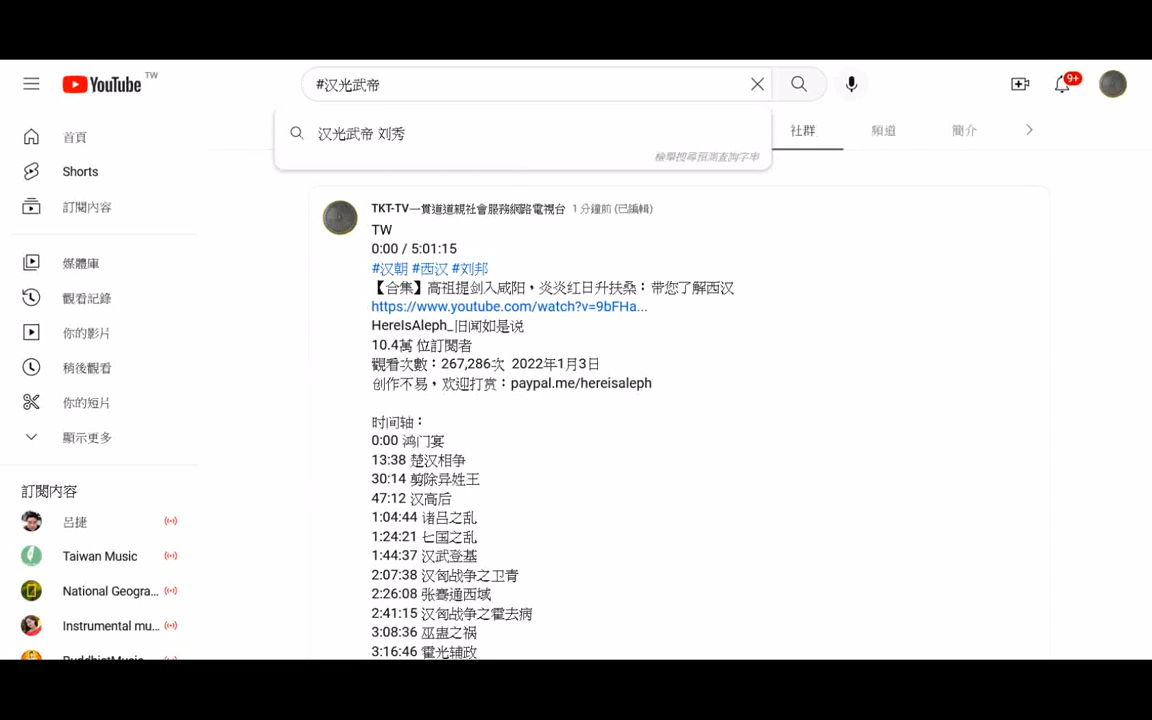 YouTube TW
#汉光武帝
9+
汉光武帝 刘秀
檢舉搜尋預測查詢字串
社群
頻道
簡介
首頁
Shorts
訂閱內容
媒體庫
觀看記錄
你的影片
稍後觀看
你的短片
顯示更多
訂閱內容
呂捷
Taiwan Music
National Geogra...
Instrumental mu...
BuddhistMusic
TKT-TV一貫道道親社會服務網路電視台 1 分鐘前 (已編輯)
TW
0:00 / 5:01:15
#汉朝 #西汉 #刘邦
【合集】高祖提剑入咸阳，炎炎红日升扶桑：带您了解西汉
https://www.youtube.com/watch?v=9bFHa...
HereIsAleph_旧闻如是说
10.4萬 位訂閱者
觀看次數：267,286次 2022年1月3日
创作不易，欢迎打赏：paypal.me/hereisaleph
时间轴：
0:00 鸿门宴
13:38 楚汉相争
30:14 剪除异姓王
47:12 汉高后
1:04:44 诸吕之乱
1:24:21 七国之乱
1:44:37 汉武登基
2:07:38 汉匈战争之卫青
2:26:08 张骞通西域
2:41:15 汉匈战争之霍去病
3:08:36 巫蛊之祸
3:16:46 霍光辅政